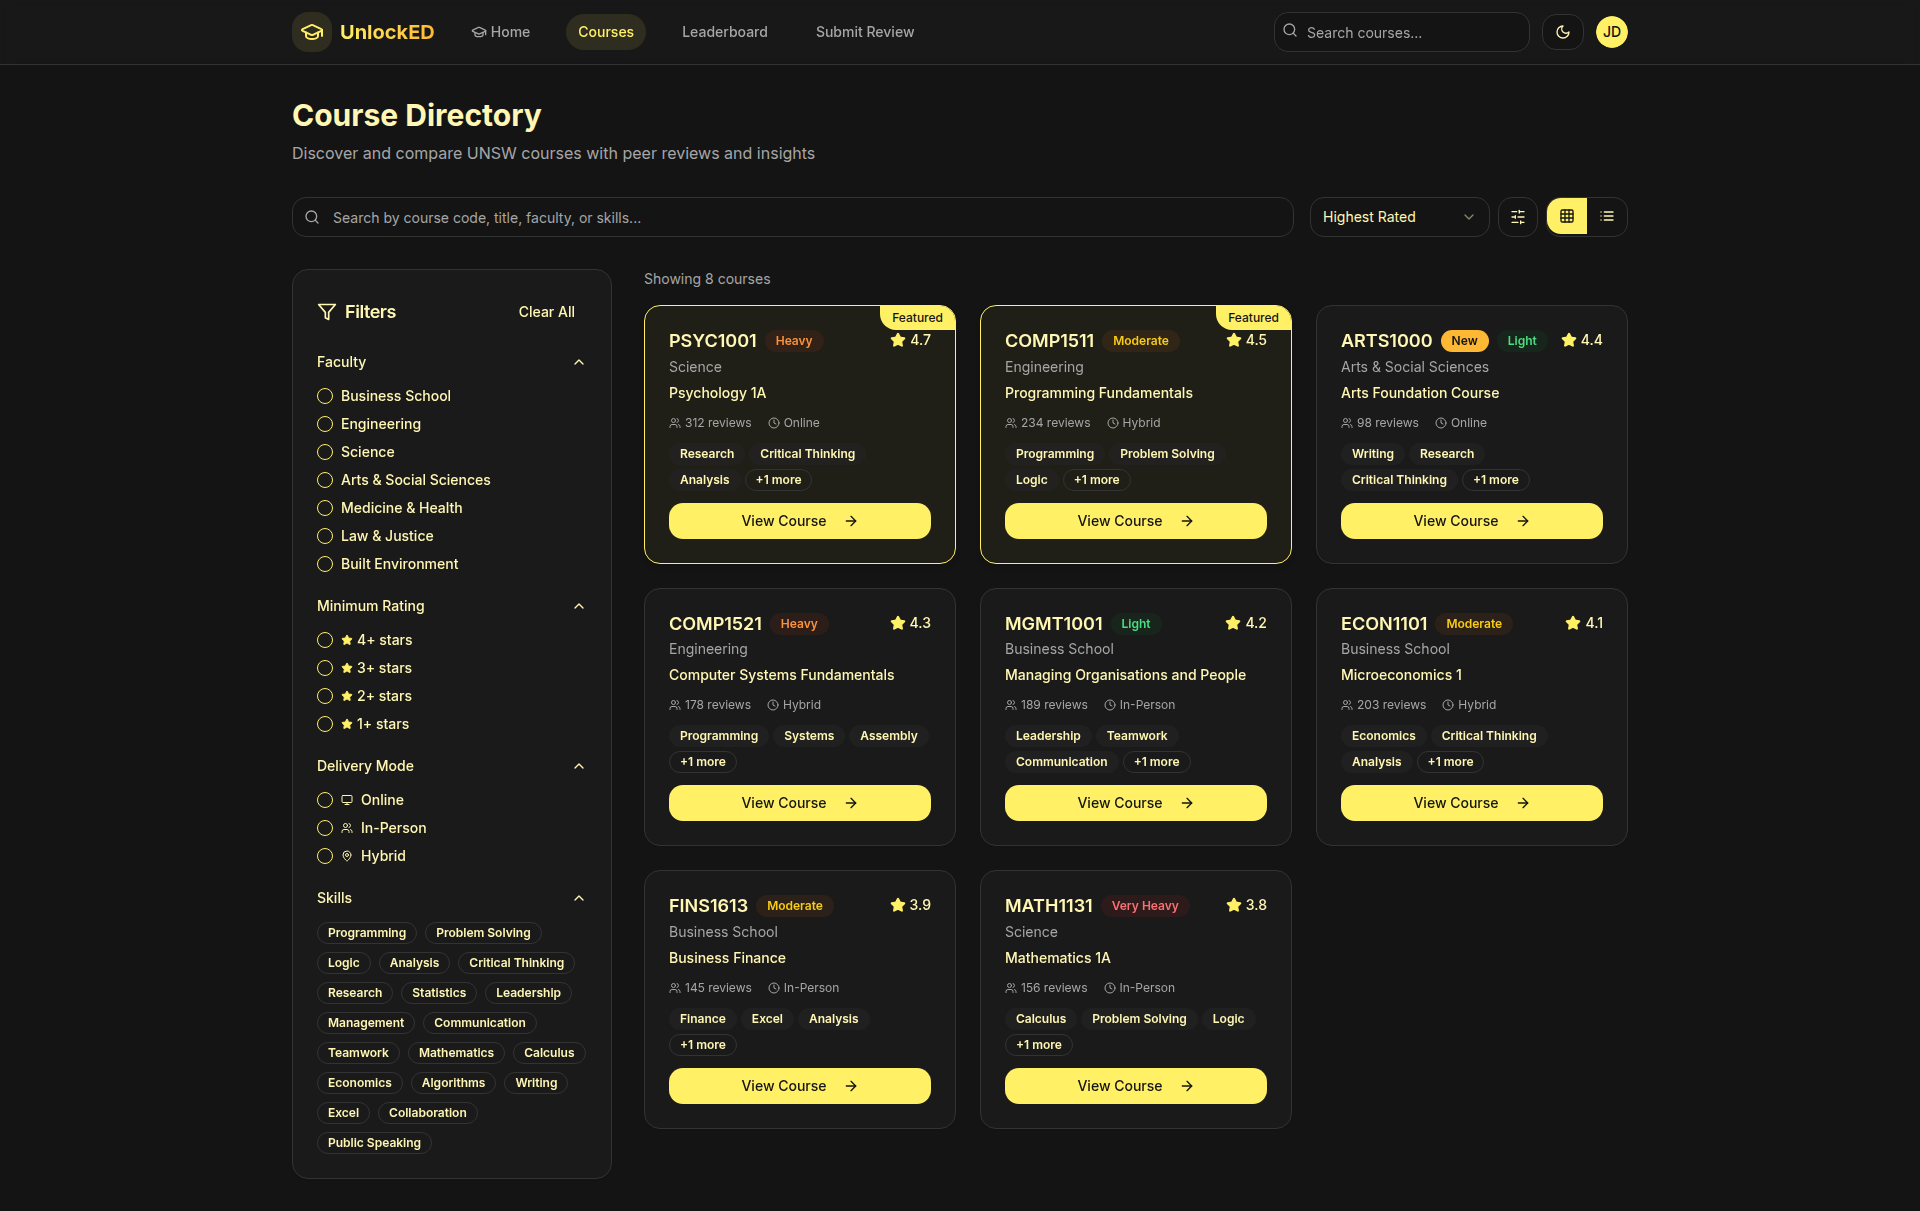 UnlockED
Home
Courses
Leaderboard
Submit Review
Search courses...
JD
Course Directory
Discover and compare UNSW courses with peer reviews and insights
Search by course code, title, faculty, or skills...
Highest Rated
Filters
Clear All
Faculty
Business School
Engineering
Science
Arts & Social Sciences
Medicine & Health
Law & Justice
Built Environment
Minimum Rating
4+ stars
3+ stars
2+ stars
1+ stars
Delivery Mode
Online
In-Person
Hybrid
Skills
Programming Problem Solving
Logic Analysis Critical Thinking
Research Statistics Leadership
Management Communication
Teamwork Mathematics Calculus
Economics Algorithms Writing
Excel Collaboration
Public Speaking
Showing 8 courses
Featured
PSYC1001 Heavy 4.7
Science
Psychology 1A
312 reviews Online
Research Critical Thinking
Analysis +1 more
View Course
Featured
COMP1511 Moderate 4.5
Engineering
Programming Fundamentals
234 reviews Hybrid
Programming Problem Solving
Logic +1 more
View Course
ARTS1000 New Light 4.4
Arts & Social Sciences
Arts Foundation Course
98 reviews Online
Writing Research
Critical Thinking +1 more
View Course
COMP1521 Heavy 4.3
Engineering
Computer Systems Fundamentals
178 reviews Hybrid
Programming Systems Assembly
+1 more
View Course
MGMT1001 Light 4.2
Business School
Managing Organisations and People
189 reviews In-Person
Leadership Teamwork
Communication +1 more
View Course
ECON1101 Moderate 4.1
Business School
Microeconomics 1
203 reviews Hybrid
Economics Critical Thinking
Analysis +1 more
View Course
FINS1613 Moderate 3.9
Business School
Business Finance
145 reviews In-Person
Finance Excel Analysis
+1 more
View Course
MATH1131 Very Heavy 3.8
Science
Mathematics 1A
156 reviews In-Person
Calculus Problem Solving Logic
+1 more
View Course